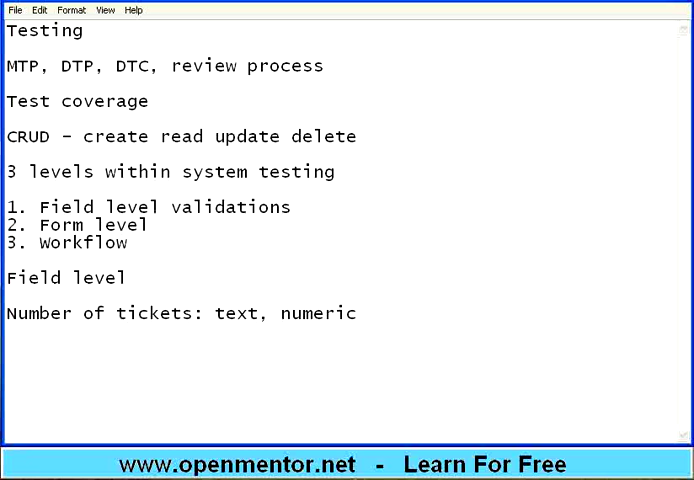 File Edit Format View Help
Testing
MTP, DTP, DTC, review process
Test coverage
CRUD - create read update delete
3 levels within system testing
1. Field level validations
2. Form level
3. Workflow
Field level
Number of tickets: text, numeric
www.openmentor.net - Learn For Free